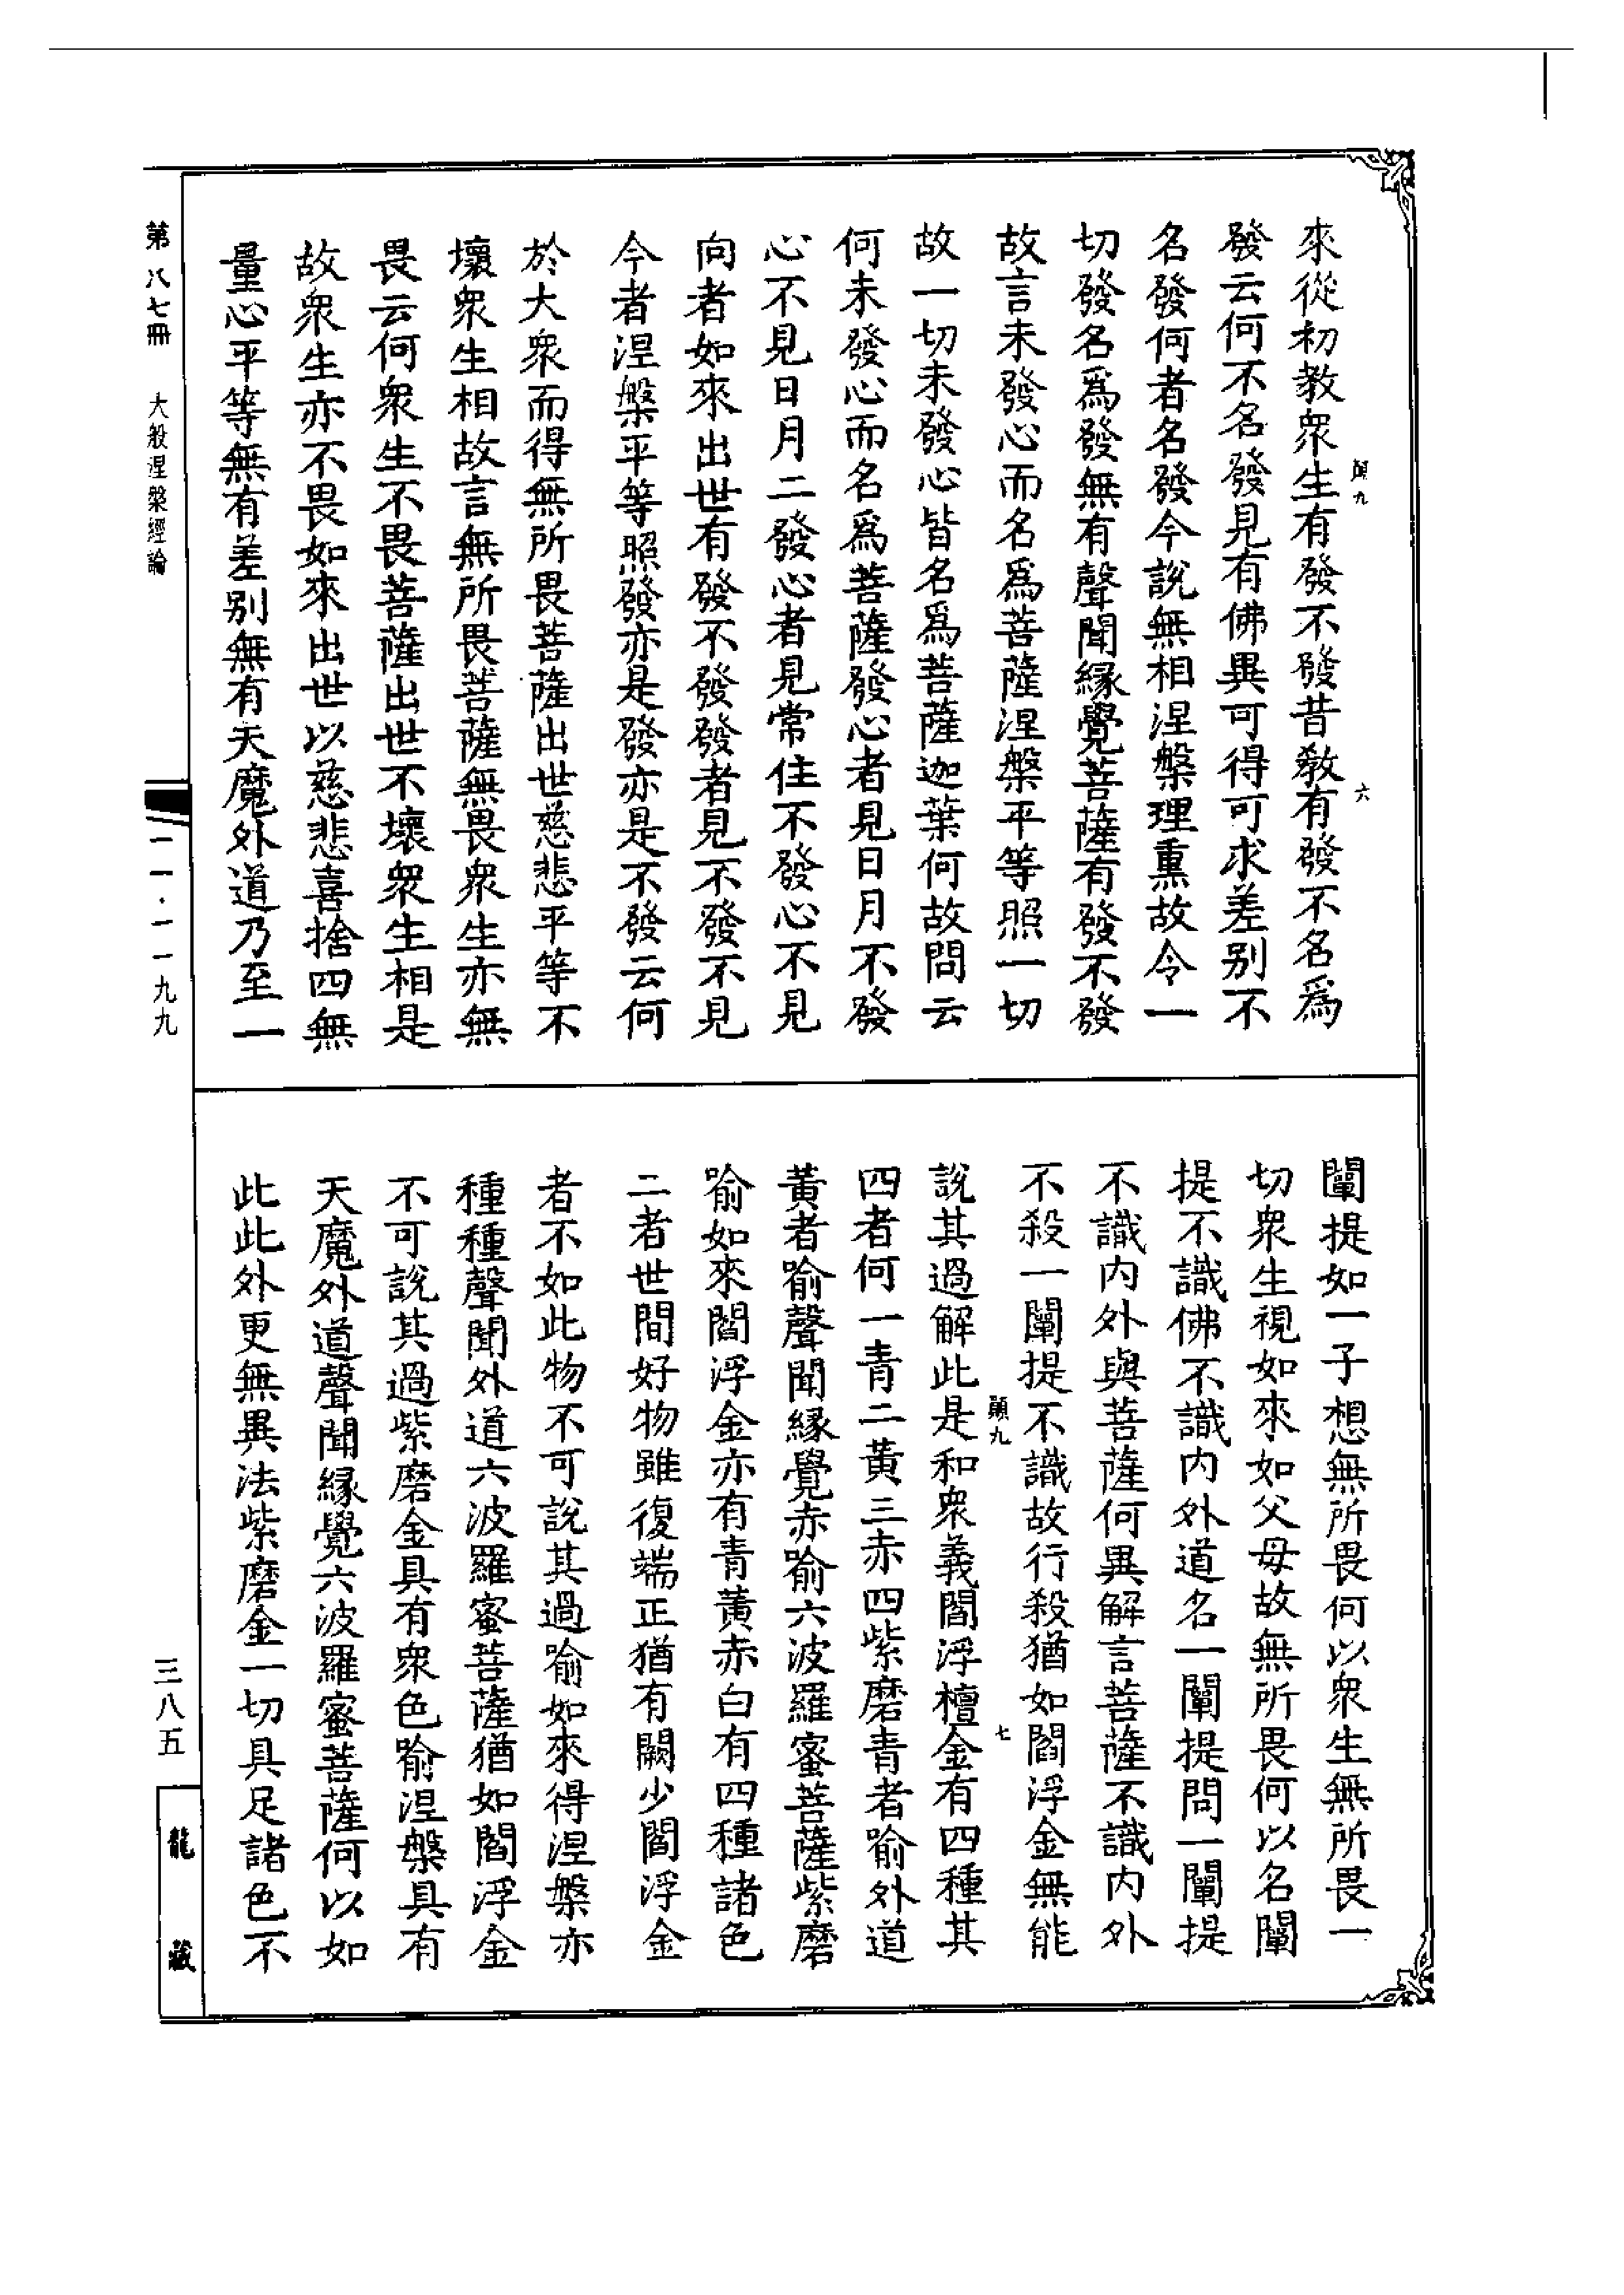 來從初教衆生有發不發昔教有發不名爲
發云何不名發見有佛異可得可求差别不
名發何者名發今說無相涅槃理熏故令一
切發名爲發無有聲聞緣覺菩薩有發不發
故言未發心而名爲菩薩涅槃平等照一切
故一切未發心皆名爲菩薩迦葉何故問云
何未發心而名爲菩薩發心者見日月不發
心不見日月二發心者見常住不發心不見
向者如來出世有發不發發者見不發不見
今者涅槃平等照發亦是發亦是不發云何
於大衆而得無所畏菩薩出世慈悲平等不
壞衆生相故言無所畏菩薩無畏衆生亦無
畏云何衆生不畏菩薩出世不壞衆生相是
故衆生亦不畏如來出世以慈悲喜捨四無
量心平等無有差别無有天魔外道乃至一
闡提如一子想無所畏何以衆生無所畏一
切衆生視如來如父母故無所畏何以名闡
提不識佛不識内外道名一闡提問一闡提
不識内外與菩薩何異解言菩薩不識内外
不殺一闡提不識故行殺猶如閻浮金無能
說其過解此是和衆義閻浮檀金有四種其
四者何一青二黄三赤四紫磨青者喻外道
黄者喻聲聞緣覺赤喻六波羅蜜菩薩紫磨
喻如來閻浮金亦有青黄赤白有四種諸色
二者世間好物雖復端正猶有闕少閻浮金
者不如此物不可說其過喻如來得涅槃亦
種種聲聞外道六波羅蜜菩薩猶如閻浮金
不可說其過紫磨金具有衆色喻涅槃具有
天魔外道聲聞緣覺六波羅蜜菩薩何以如
此此外更無異法紫磨金一切具足諸色不
顛九
六
顛九
七
第八七冊
大般涅槃經論
一一·一一九九
三八五
龍藏